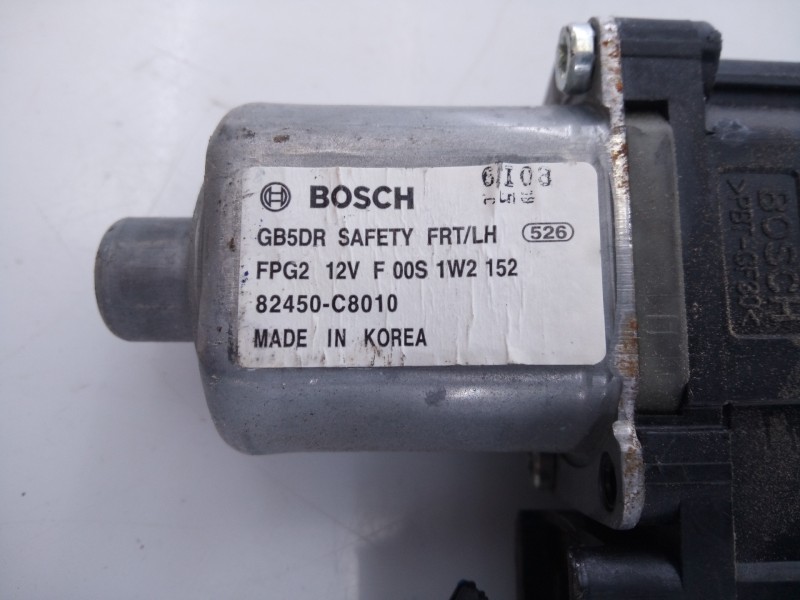 BOSCH
GB5DR SAFETY FRT/LH 526
FPG2 12V F 00S 1W2 152
82450-C8010
MADE IN KOREA
BOSCH